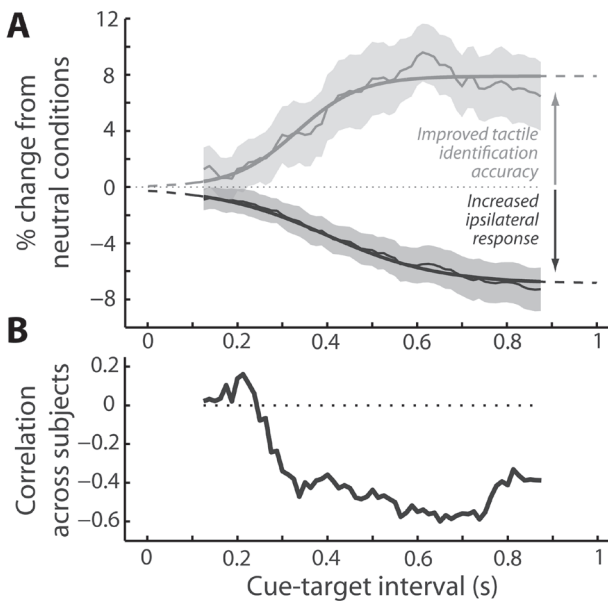 A
% change from
neutral conditions
12
8
4
0
−4
−8
Improved tactile
identification
accuracy
Increased
ipsilateral
response
0
0.2
0.4
0.6
0.8
1
B
Correlation
across subjects
0.2
0
−0.2
−0.4
−0.6
0
0.2
0.4
0.6
0.8
1
Cue-target interval (s)